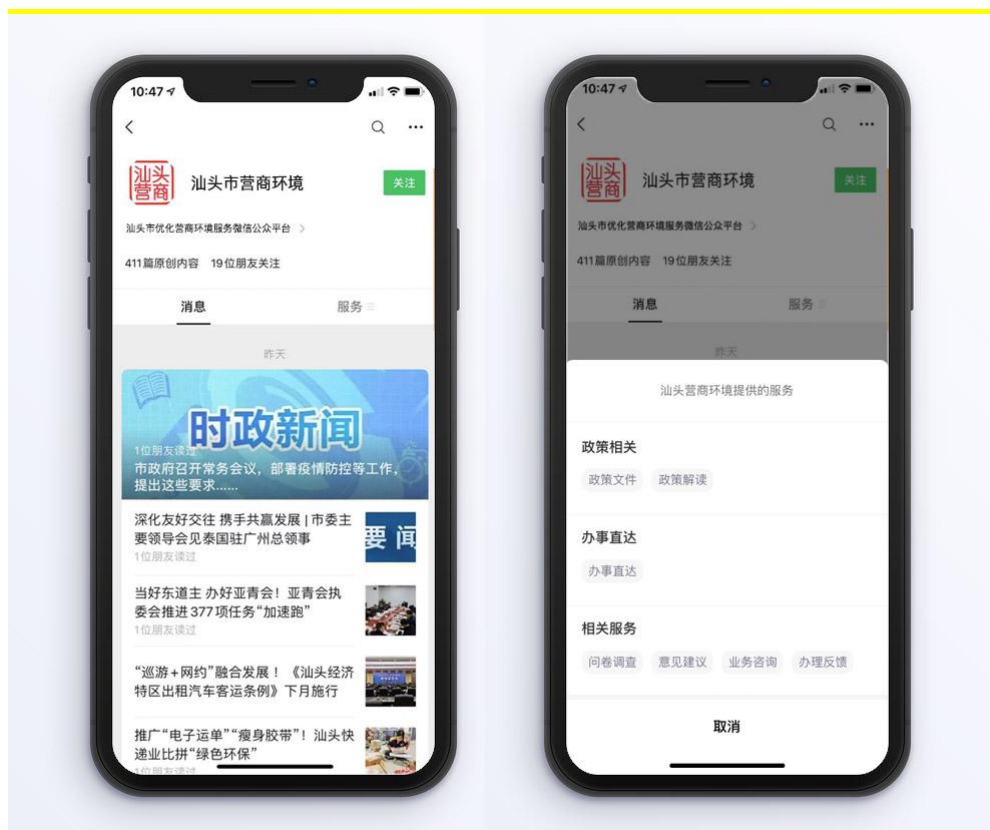 10:47
汕头
营商
汕头市营商环境
关注
汕头市优化营商环境服务微信公众平台
411篇原创内容 19位朋友关注
消息
服务
昨天
时政新闻
1位朋友读过
市政府召开常务会议，部署疫情防控等工作，
提出这些要求......
深化友好交往 携手共赢发展 | 市委主
要领导会见泰国驻广州总领事
1位朋友读过
要闻
当好东道主 办好亚青会！亚青会执
委会推进377项任务“加速跑”
1位朋友读过
“巡游+网约”融合发展！《汕头经济
特区出租汽车客运条例》下月施行
推广“电子运单”“瘦身胶带”！汕头快
递业比拼“绿色环保”
1位朋友读过
10:47
汕头
营商
汕头市营商环境
关注
汕头市优化营商环境服务微信公众平台
411篇原创内容 19位朋友关注
消息
服务
昨天
汕头营商环境提供的服务
政策相关
政策文件 政策解读
办事直达
办事直达
相关服务
问卷调查 意见建议 业务咨询 办理反馈
取消